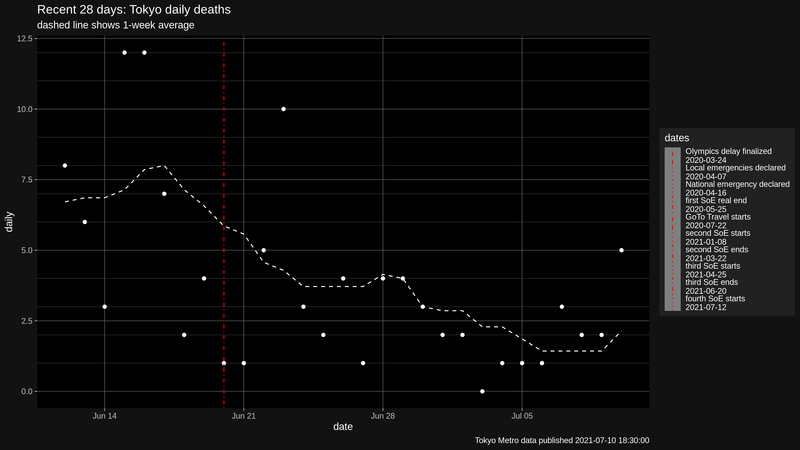 Recent 28 days: Tokyo daily deaths
dashed line shows 1-week average
12.5
10.0
7.5
5.0
2.5
0.0
daily
Jun 14
Jun 21
Jun 28
Jul 05
date
dates
Olympics delay finalized
2020-03-24
Local emergencies declared
2020-04-07
National emergency declared
2020-04-16
first SoE real end
2020-05-25
GoTo Travel starts
2020-07-22
second SoE starts
2021-01-08
second SoE ends
2021-03-22
third SoE starts
2021-04-25
third SoE ends
2021-06-20
fourth SoE starts
2021-07-12
Tokyo Metro data published 2021-07-10 18:30:00